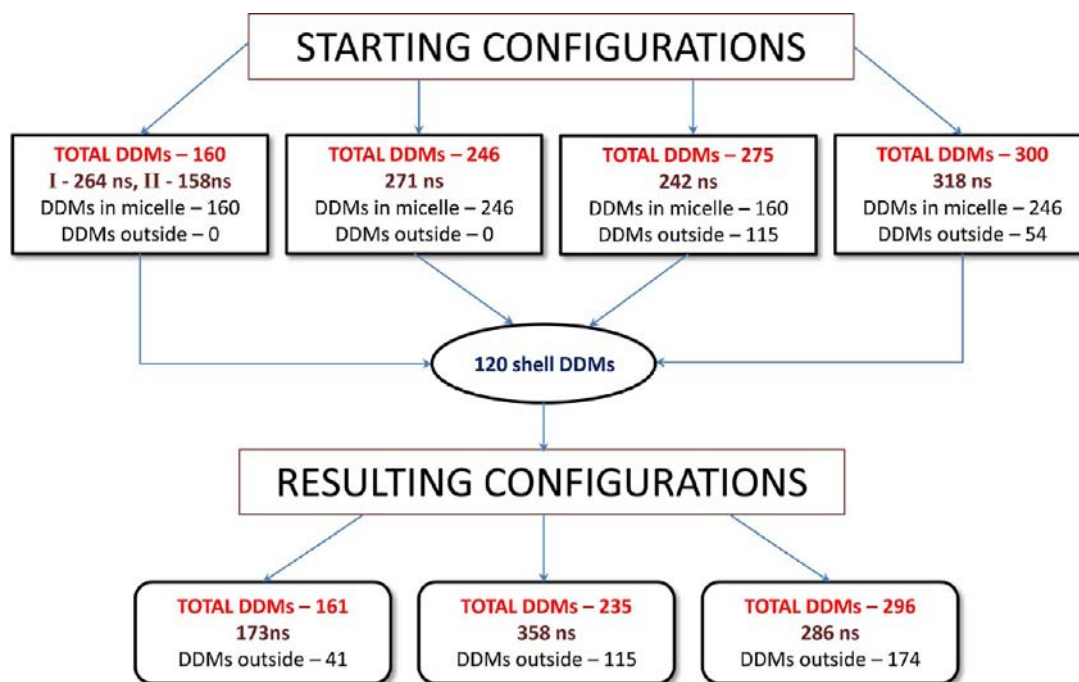 STARTING CONFIGURATIONS
TOTAL DDMs – 160
I - 264 ns, II - 158ns
DDMs in micelle – 160
DDMs outside – 0
TOTAL DDMs – 246
271 ns
DDMs in micelle – 246
DDMs outside – 0
TOTAL DDMs – 275
242 ns
DDMs in micelle – 160
DDMs outside – 115
TOTAL DDMs – 300
318 ns
DDMs in micelle – 246
DDMs outside – 54
120 shell DDMs
RESULTING CONFIGURATIONS
TOTAL DDMs – 161
173ns
DDMs outside – 41
TOTAL DDMs – 235
358 ns
DDMs outside – 115
TOTAL DDMs – 296
286 ns
DDMs outside – 174